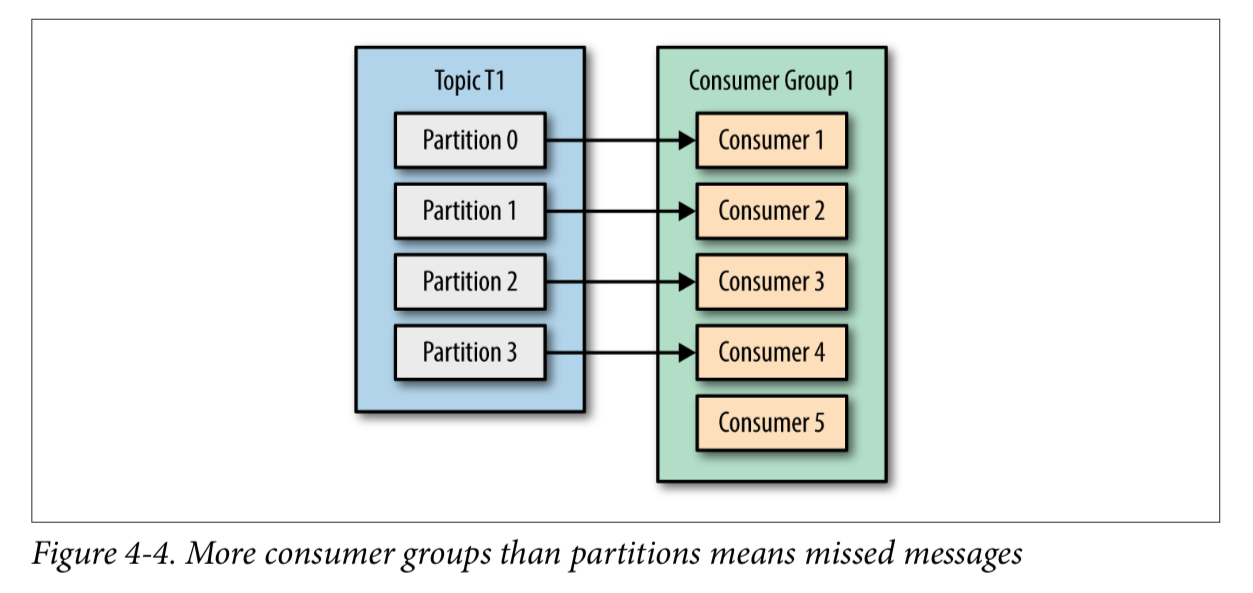 Topic T1
Partition 0
Partition 1
Partition 2
Partition 3
Consumer Group 1
Consumer 1
Consumer 2
Consumer 3
Consumer 4
Consumer 5
Figure 4-4. More consumer groups than partitions means missed messages